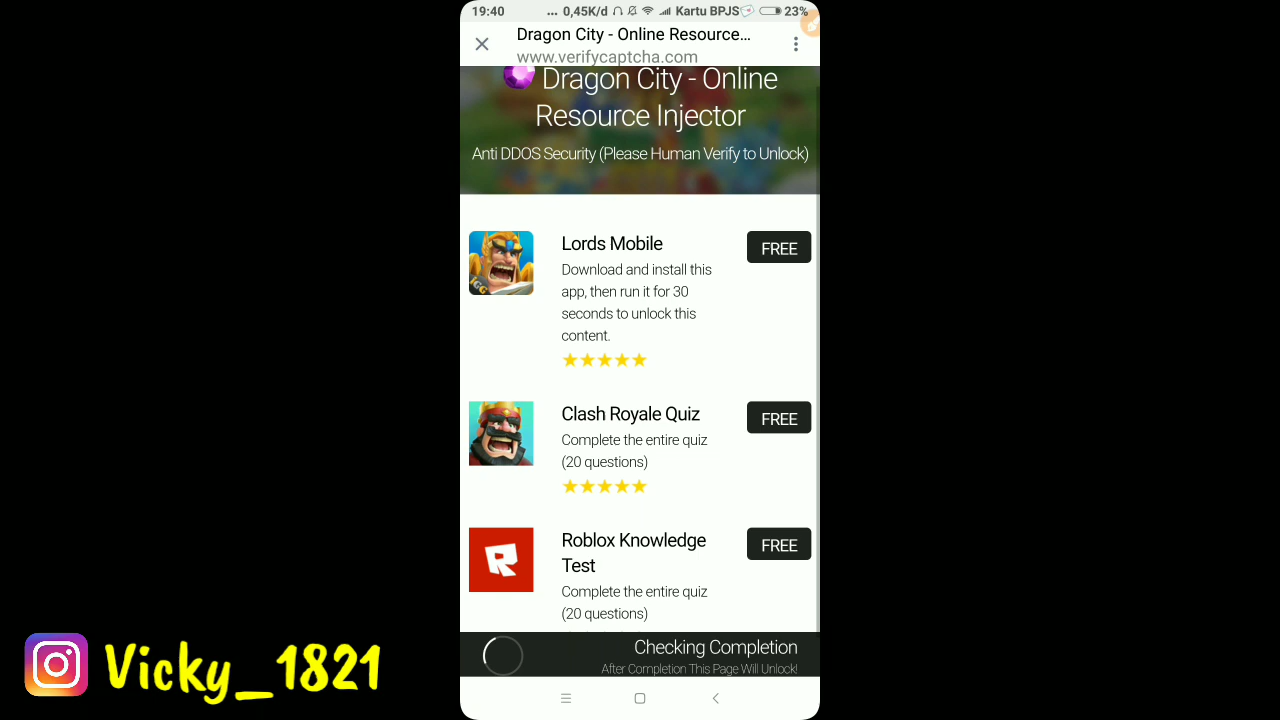 19:40
... 0,45K/d
Kartu BPJS
23%
Dragon City - Online Resource...
www.verifycaptcha.com
Dragon City - Online
Resource Injector
Anti DDOS Security (Please Human Verify to Unlock)
Lords Mobile
FREE
Download and install this
app, then run it for 30
seconds to unlock this
content.
IGG
Clash Royale Quiz
FREE
Complete the entire quiz
(20 questions)
Roblox Knowledge
Test
FREE
Complete the entire quiz
(20 questions)
Checking Completion
After Completion This Page Will Unlock!
Vicky_1821